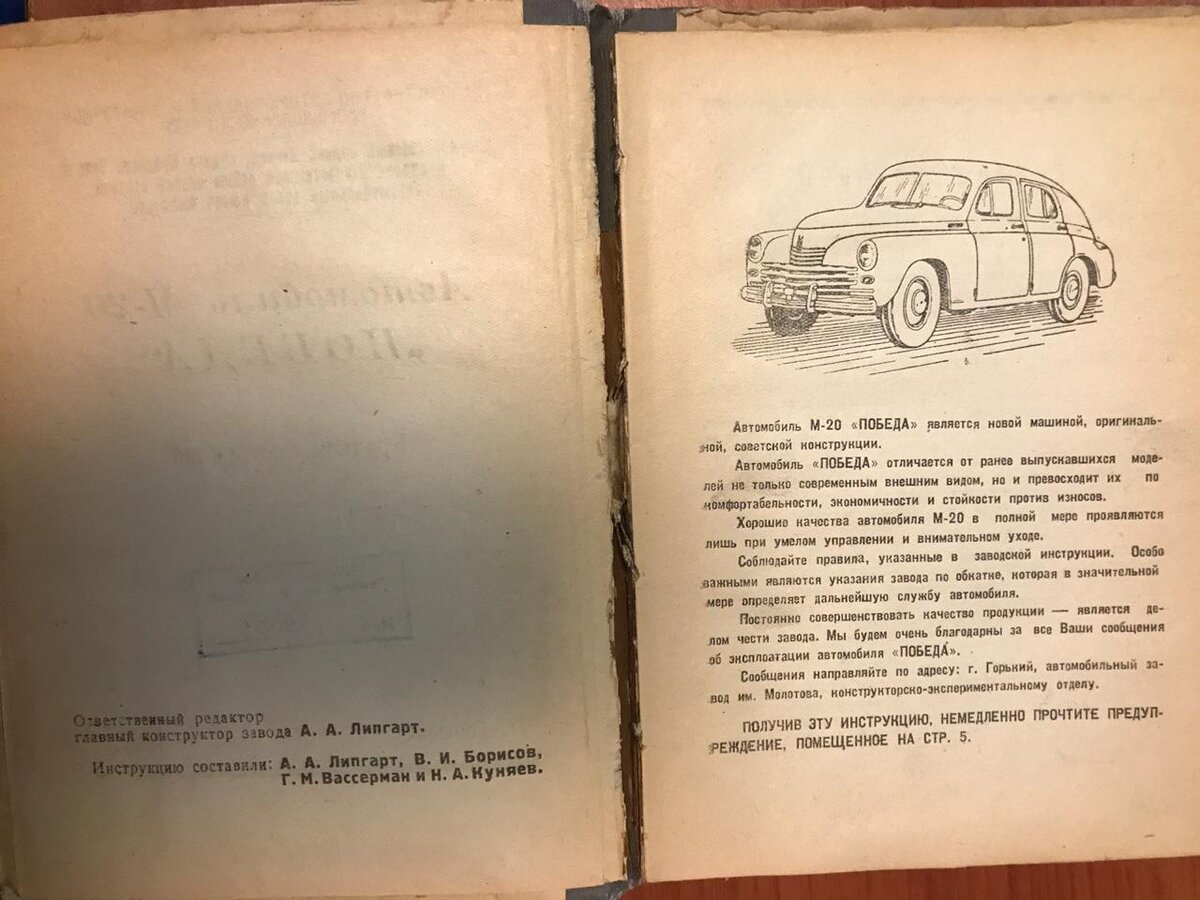 Ответственный редактор
главный конструктор завода А. А. Липгарт.
Инструкцию составили: А. А. Липгарт, В. И. Борисов,
Г. М. Вассерман и Н. А. Куняев.
Автомобиль М-20 «ПОБЕДА» является новой машиной, оригиналь-
ной, советской конструкции.
Автомобиль «ПОБЕДА» отличается от ранее выпускавшихся моде-
лей не только современным внешним видом, но и превосходит их по
комфортабельности, экономичности и стойкости против износов.
Хорошие качества автомобиля М-20 в полной мере проявляются
лишь при умелом управлении и внимательном уходе.
Соблюдайте правила, указанные в заводской инструкции. Особо
важными являются указания завода по обкатке, которая в значительной
мере определяет дальнейшую службу автомобиля.
Постоянно совершенствовать качество продукции — является де-
лом чести завода. Мы будем очень благодарны за все Ваши сообщения
об эксплоатации автомобиля «ПОБЕДА».
Сообщения направляйте по адресу: г. Горький, автомобильный за-
вод им. Молотова, конструкторско-экспериментальному отделу.
ПОЛУЧИВ ЭТУ ИНСТРУКЦИЮ, НЕМЕДЛЕННО ПРОЧТИТЕ ПРЕДУП-
РЕЖДЕНИЕ, ПОМЕЩЕННОЕ НА СТР. 5.